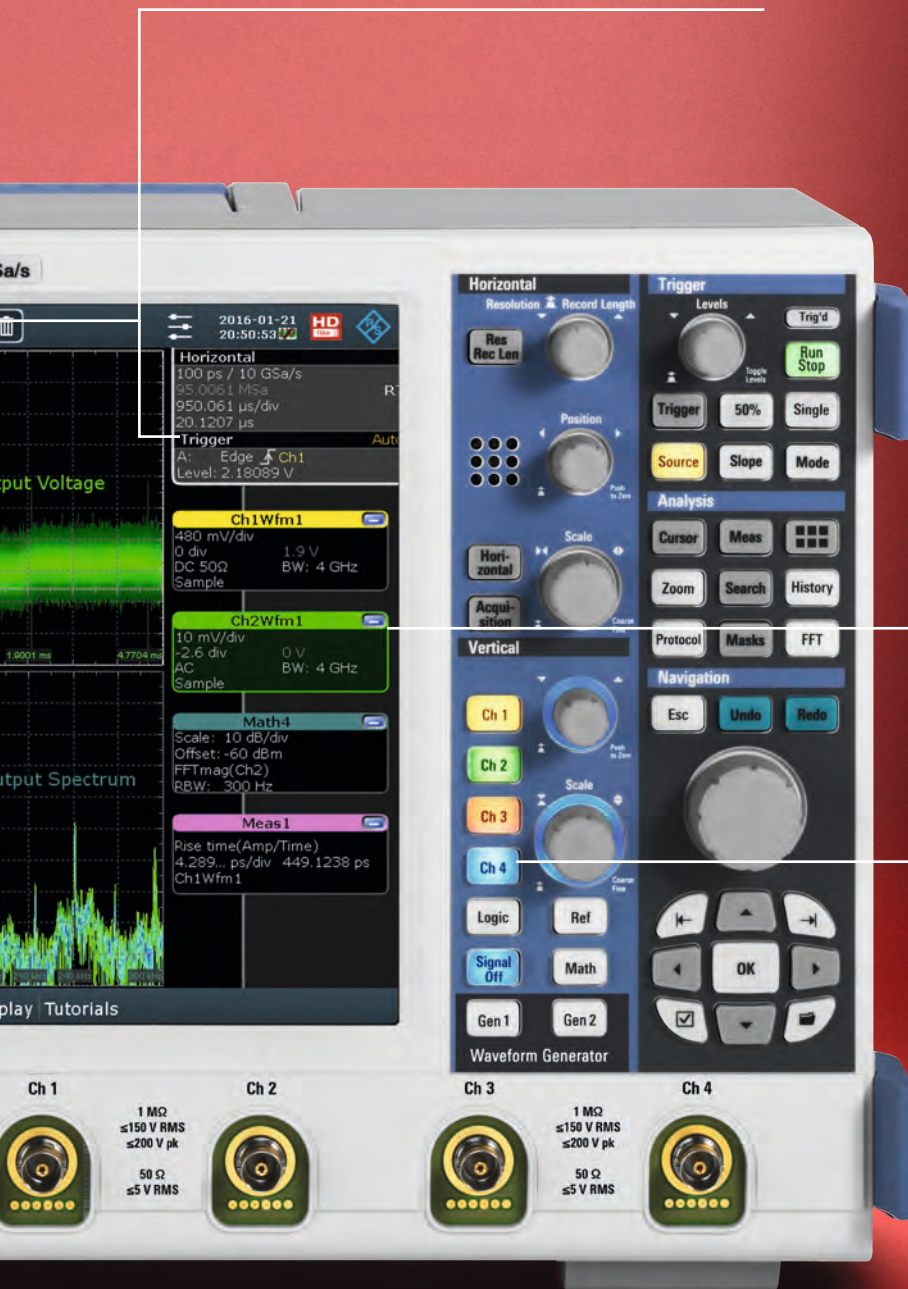 Sa/s
2016-01-21
20:50:53
HD
Horizontal
100 ps / 10 GSa/s
95.0061 MSa
R
950.061 µs/div
20.1207 µs
Trigger
Auto
A: Edge Ch1
Level: 2.18089 V
put Voltage
1.9001 ms
4.7704 ms
Ch1Wfm1
480 mV/div
0 div 1.9 V
DC 50Ω BW: 4 GHz
Sample
Ch2Wfm1
10 mV/div
-2.6 div 0 V
AC BW: 4 GHz
Sample
utput Spectrum
Math4
Scale: 10 dB/div
Offset: -60 dBm
FFTmag(Ch2)
RBW: 300 Hz
Meas1
Rise time(Amp/Time)
4.289... ps/div 449.1238 ps
Ch1Wfm1
play Tutorials
Horizontal
Resolution Record Length
Res
Rec Len
Position
Push
to Zero
Scale
Hori-
zontal
Acqui-
sition
Coarse
Fine
Vertical
Ch 1
Push
to Zero
Ch 2
Scale
Ch 3
Ch 4
Coarse
Fine
Logic
Ref
Signal
Off
Math
Gen 1
Gen 2
Waveform Generator
Trigger
Levels
Trig'd
Run
Stop
Toggle
Levels
Trigger
50%
Single
Source
Slope
Mode
Analysis
Cursor
Meas
Zoom
Search
History
Protocol
Masks
FFT
Navigation
Esc
Undo
Redo
OK
Ch 1
1 MΩ
≤150 V RMS
≤200 V pk
50 Ω
≤5 V RMS
Ch 2
Ch 3
1 MΩ
≤150 V RMS
≤200 V pk
50 Ω
≤5 V RMS
Ch 4